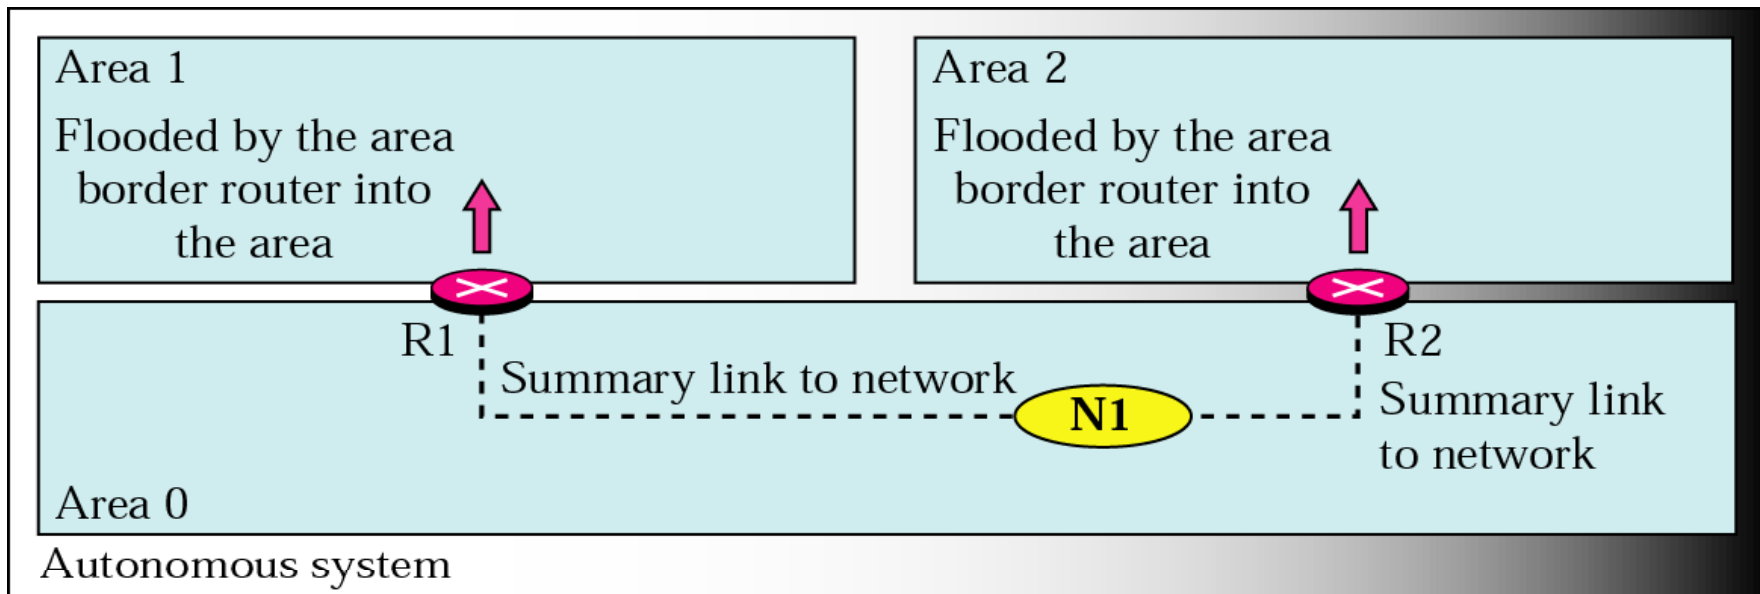 Area 1
Flooded by the area
border router into
the area
Area 2
Flooded by the area
border router into
the area
R1
R2
Summary link to network
N1
Summary link
to network
Area 0
Autonomous system